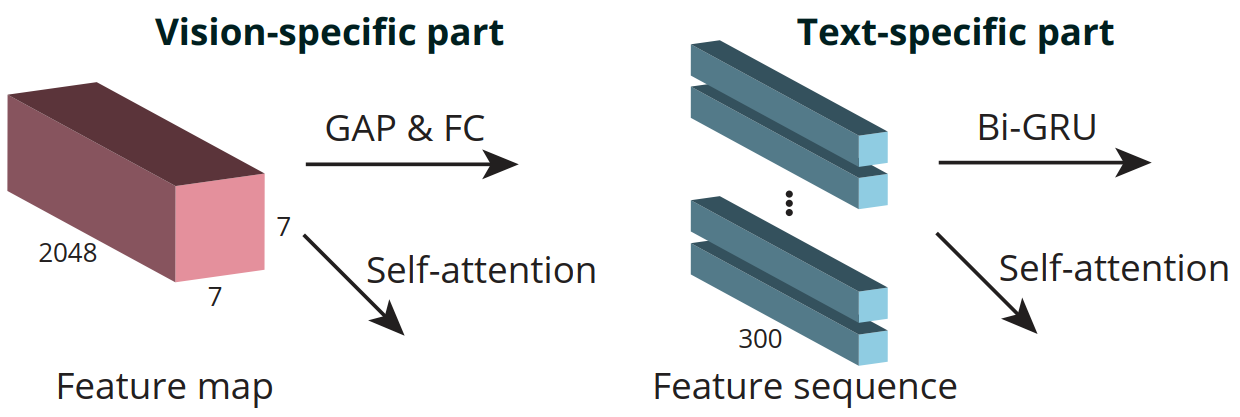 Vision-specific part
GAP & FC
2048
7
7
Self-attention
Feature map
Text-specific part
Bi-GRU
Self-attention
300
Feature sequence